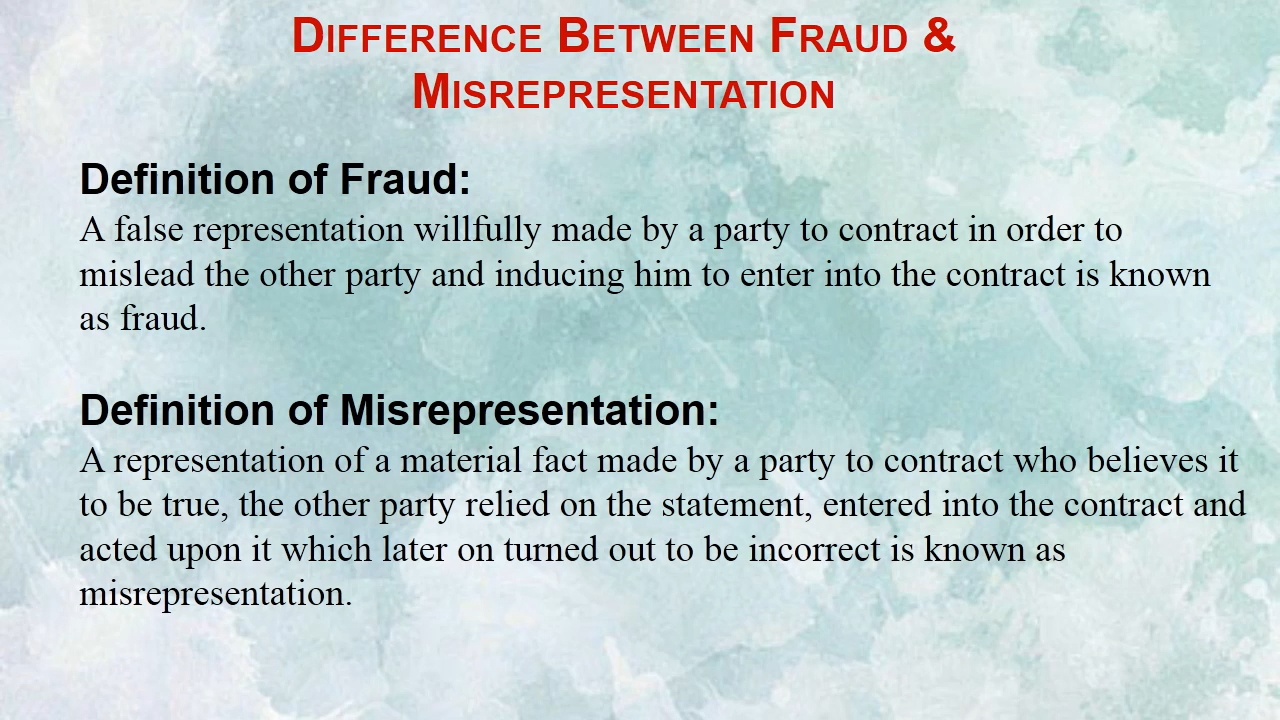 DIFFERENCE BETWEEN FRAUD &
MISREPRESENTATION
Definition of Fraud:
A false representation willfully made by a party to contract in order to
mislead the other party and inducing him to enter into the contract is known
as fraud.
Definition of Misrepresentation:
A representation of a material fact made by a party to contract who believes it
to be true, the other party relied on the statement, entered into the contract and
acted upon it which later on turned out to be incorrect is known as
misrepresentation.